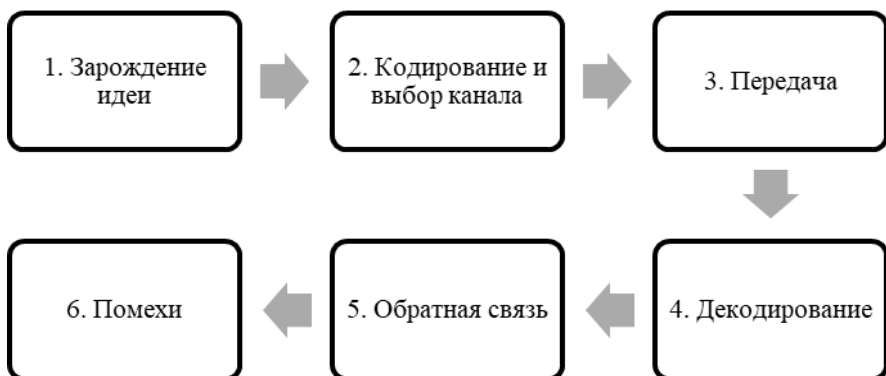 1. Зарождение
идеи
2. Кодирование и
выбор канала
3. Передача
4. Декодирование
5. Обратная связь
6. Помехи